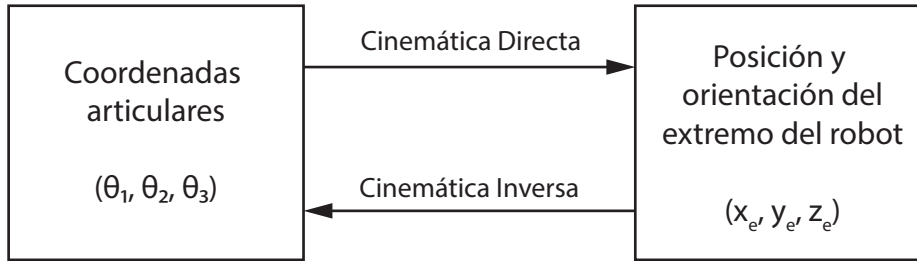 Coordenadas
articulares
(θ₁, θ₂, θ₃)
Cinemática Directa
Cinemática Inversa
Posición y
orientación del
extremo del robot
(xₑ, yₑ, zₑ)